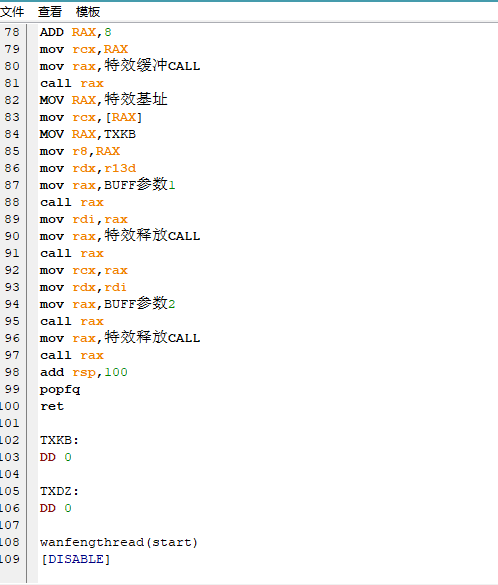 文件 查看 模板
78 ADD RAX,8
79 mov rcx,RAX
80 mov rax,特效缓冲CALL
81 call rax
82 MOV RAX,特效基址
83 mov rcx,[RAX]
84 MOV RAX,TXKB
85 mov r8,RAX
86 mov rdx,r13d
87 mov rax,BUFF参数1
88 call rax
89 mov rdi,rax
90 mov rax,特效释放CALL
91 call rax
92 mov rcx,rax
93 mov rdx,rdi
94 mov rax,BUFF参数2
95 call rax
96 mov rax,特效释放CALL
97 call rax
98 add rsp,100
99 popfq
100 ret
101
102 TXKB:
103 DD 0
104
105 TXDZ:
106 DD 0
107
108 wanfengthread(start)
109 [DISABLE]